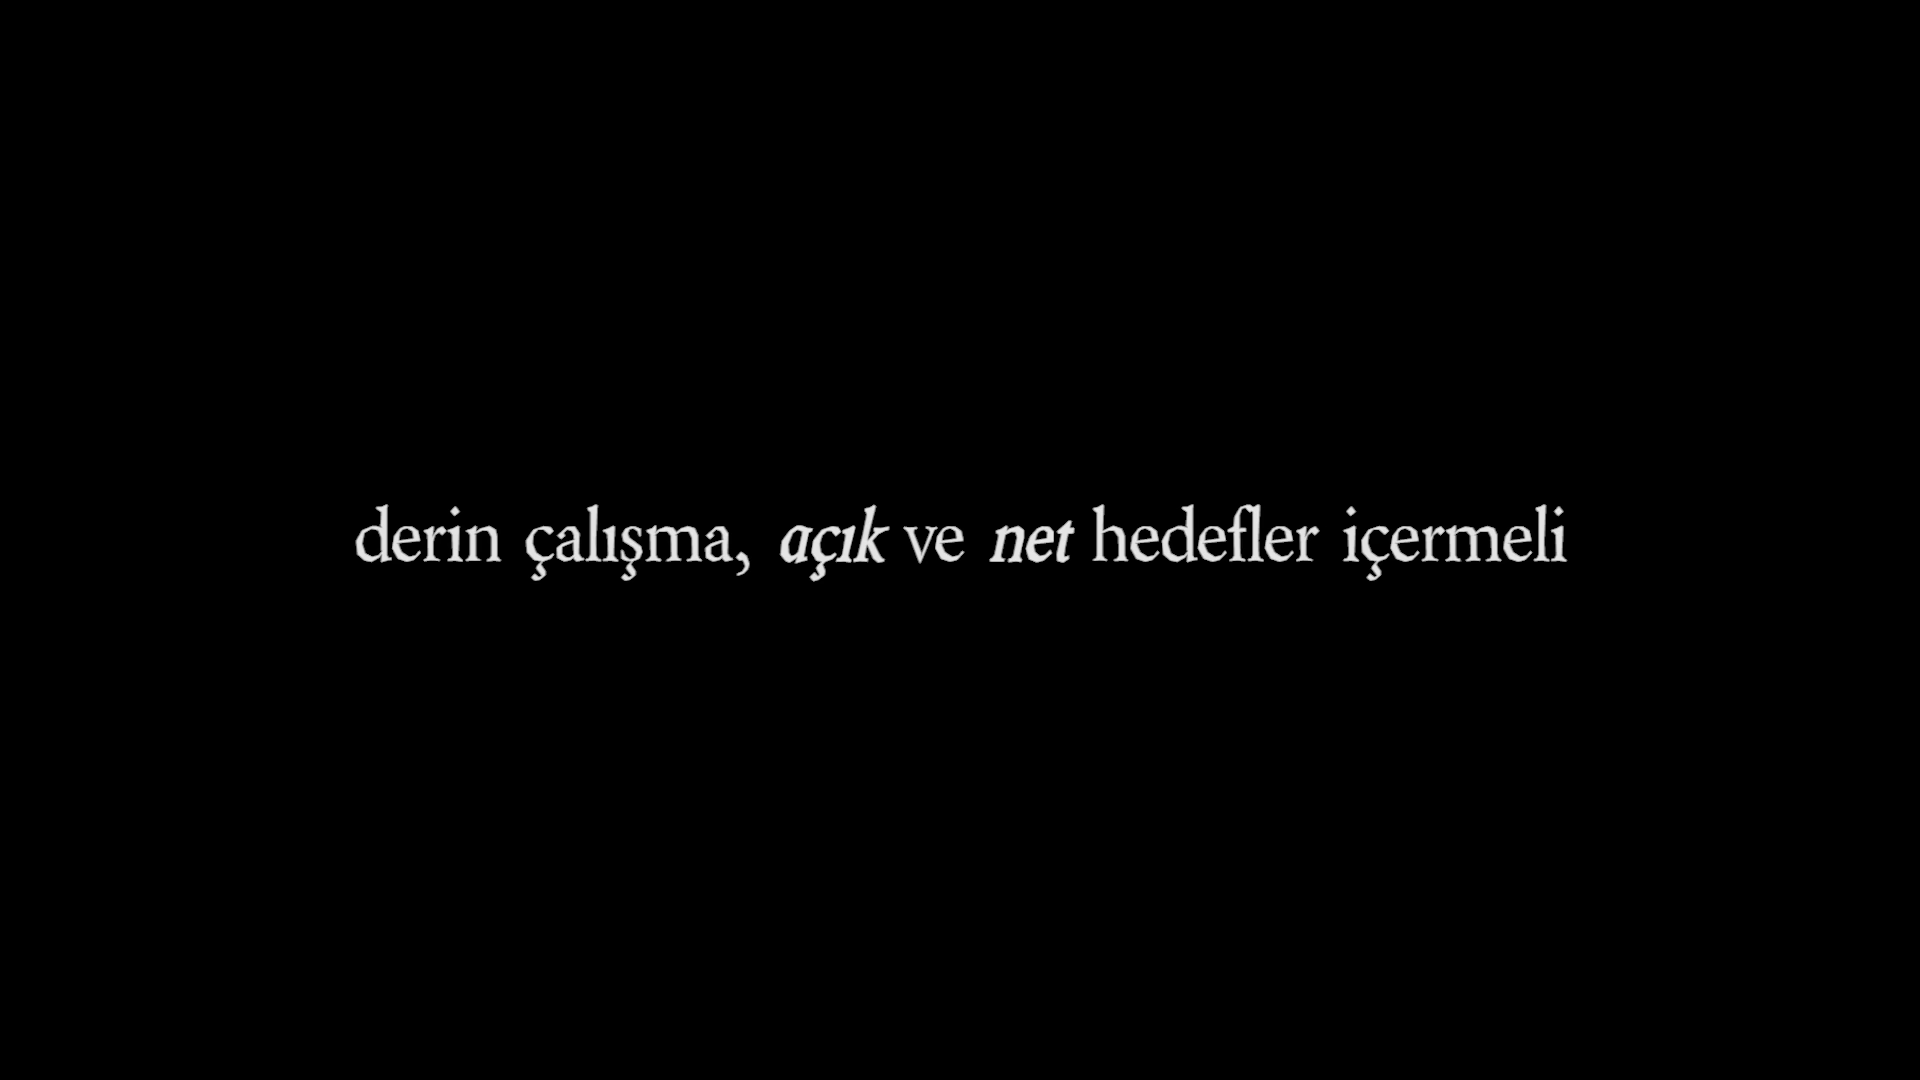 derin çalışma, açık ve net hedefler içermeli